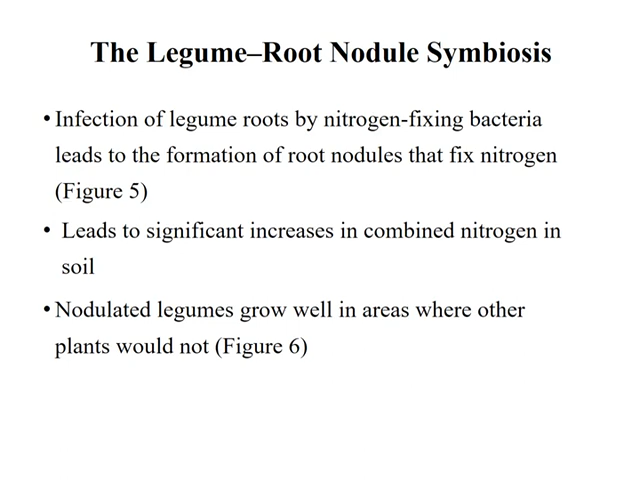 The Legume–Root Nodule Symbiosis
• Infection of legume roots by nitrogen-fixing bacteria
leads to the formation of root nodules that fix nitrogen
(Figure 5)
• Leads to significant increases in combined nitrogen in
soil
• Nodulated legumes grow well in areas where other
plants would not (Figure 6)